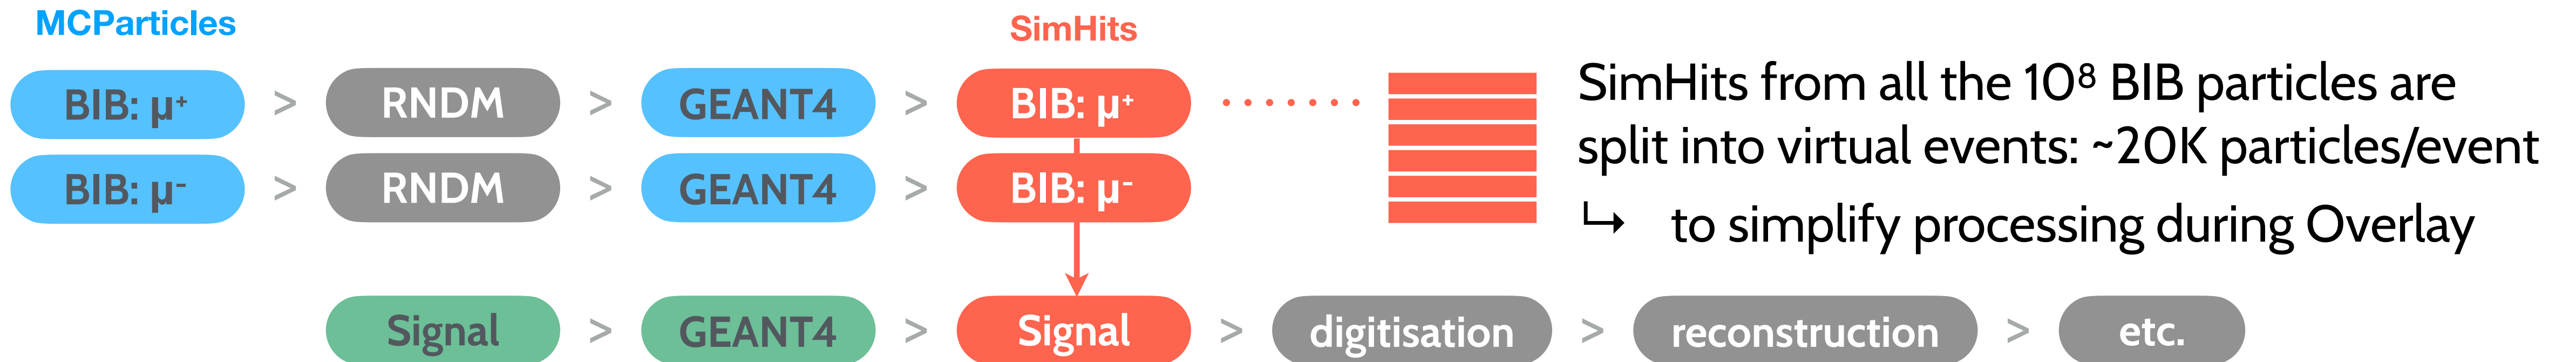 MCParticles SimHits
BIB: μ⁺ > RNDM > GEANT4 > BIB: μ⁺
BIB: μ⁻ > RNDM > GEANT4 > BIB: μ⁻
SimHits from all the 10⁸ BIB particles are
split into virtual events: ~20K particles/event
↳ to simplify processing during Overlay
Signal > GEANT4 > Signal > digitisation > reconstruction > etc.